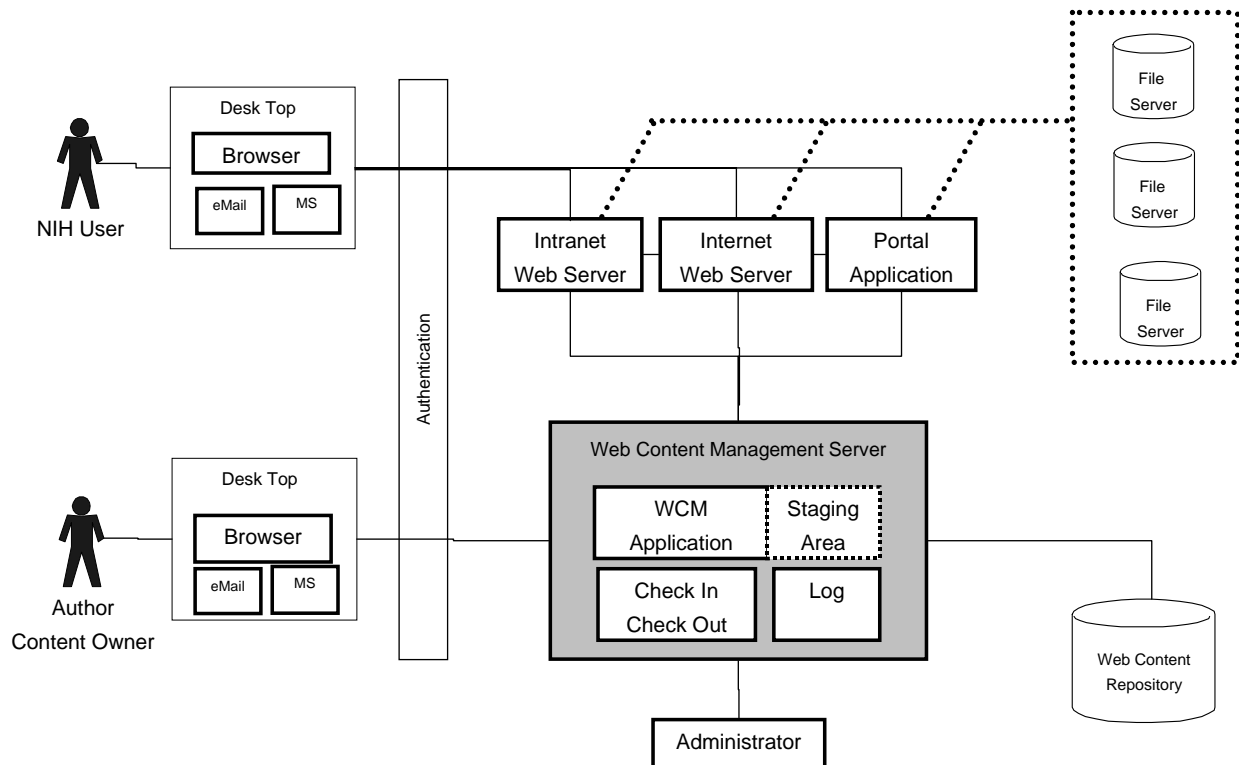 File
Server
Desk Top
Browser
eMail
MS
NIH User
File
Server
Intranet
Web Server
Internet
Web Server
Portal
Application
File
Server
Authentication
Web Content Management Server
Desk Top
Browser
eMail
MS
Author
Content Owner
WCM
Application
Staging
Area
Check In
Check Out
Log
Web Content
Repository
Administrator